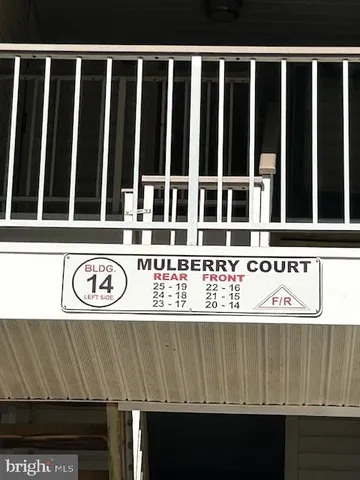 BLDG.
14
LEFT SIDE
MULBERRY COURT
REAR FRONT
25 - 19 22 - 16
24 - 18 21 - 15
23 - 17 20 - 14
F/R
bright MLS